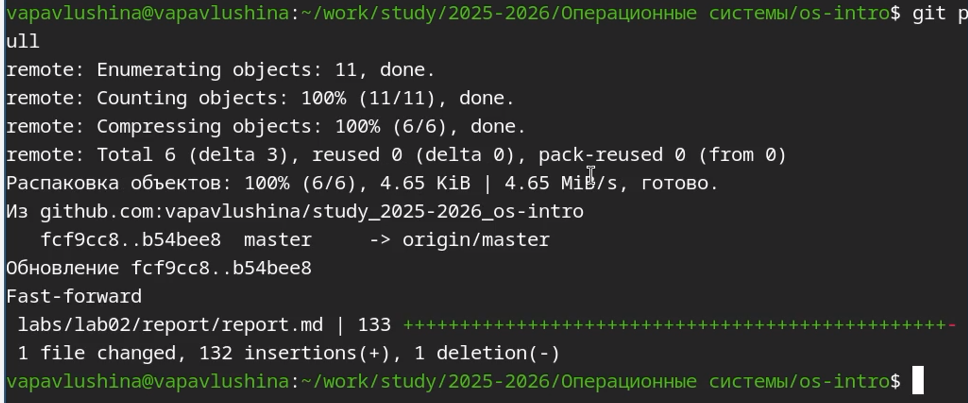 vapavlushina@vapavlushina:~/work/study/2025-2026/Операционные системы/os-intro$ git p
ull
remote: Enumerating objects: 11, done.
remote: Counting objects: 100% (11/11), done.
remote: Compressing objects: 100% (6/6), done.
remote: Total 6 (delta 3), reused 0 (delta 0), pack-reused 0 (from 0)
Распаковка объектов: 100% (6/6), 4.65 KiB | 4.65 MiB/s, готово.
Из github.com:vapavlushina/study_2025-2026_os-intro
   fcf9cc8..b54bee8  master     -> origin/master
Обновление fcf9cc8..b54bee8
Fast-forward
 labs/lab02/report/report.md | 133 ++++++++++++++++++++++++++++++++++++++++++++++++-
 1 file changed, 132 insertions(+), 1 deletion(-)
vapavlushina@vapavlushina:~/work/study/2025-2026/Операционные системы/os-intro$